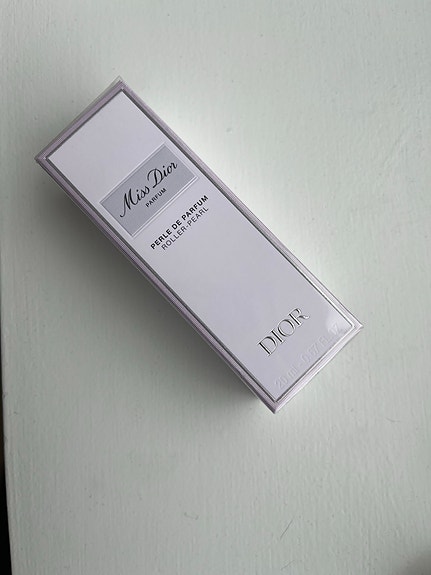 Miss Dior
PARFUM
PERLE DE PARFUM
ROLLER-PEARL
DIOR